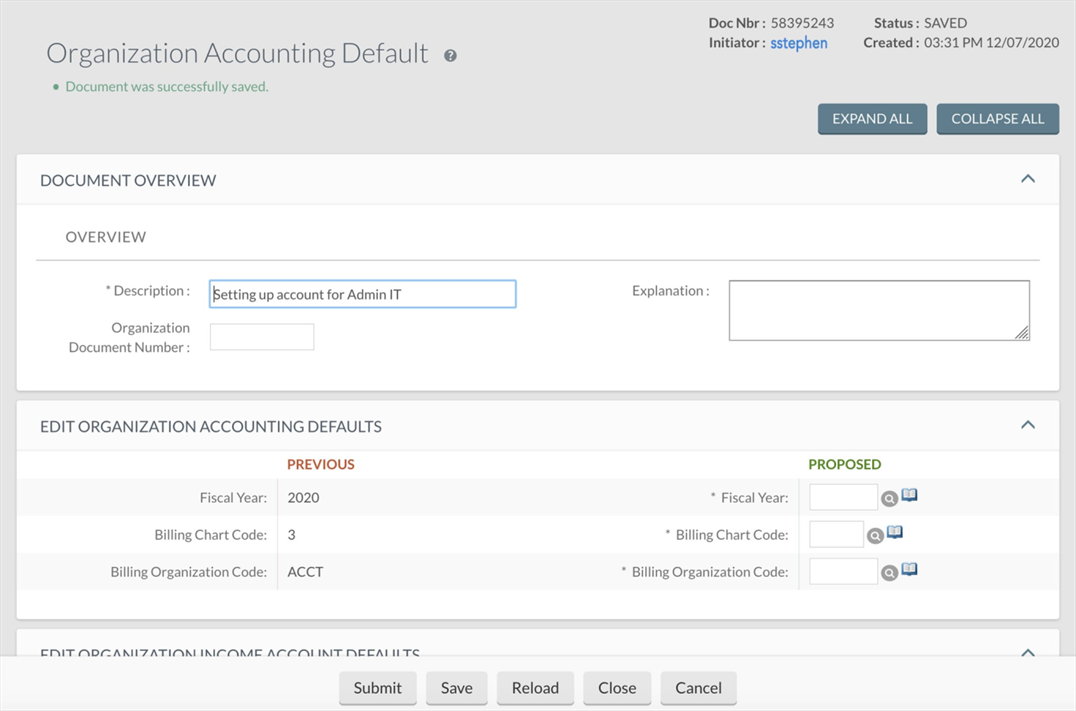 Doc Nbr : 58395243 Status : SAVED
Initiator : sstephen Created : 03:31 PM 12/07/2020
Organization Accounting Default ?
• Document was successfully saved.
EXPAND ALL COLLAPSE ALL
DOCUMENT OVERVIEW
OVERVIEW
* Description : Setting up account for Admin IT Explanation :
Organization
Document Number :
EDIT ORGANIZATION ACCOUNTING DEFAULTS
PREVIOUS PROPOSED
Fiscal Year: 2020 * Fiscal Year:
Billing Chart Code: 3 * Billing Chart Code:
Billing Organization Code: ACCT * Billing Organization Code:
EDIT ORGANIZATION INCOME ACCOUNT DEFAULTS
Submit Save Reload Close Cancel